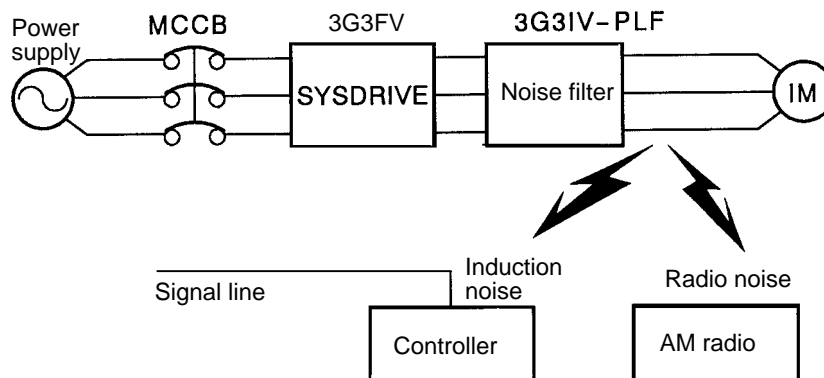 Power
supply
MCCB
3G3FV
3G3IV-PLF
SYSDRIVE
Noise filter
IM
Induction
noise
Radio noise
Signal line
Controller
AM radio